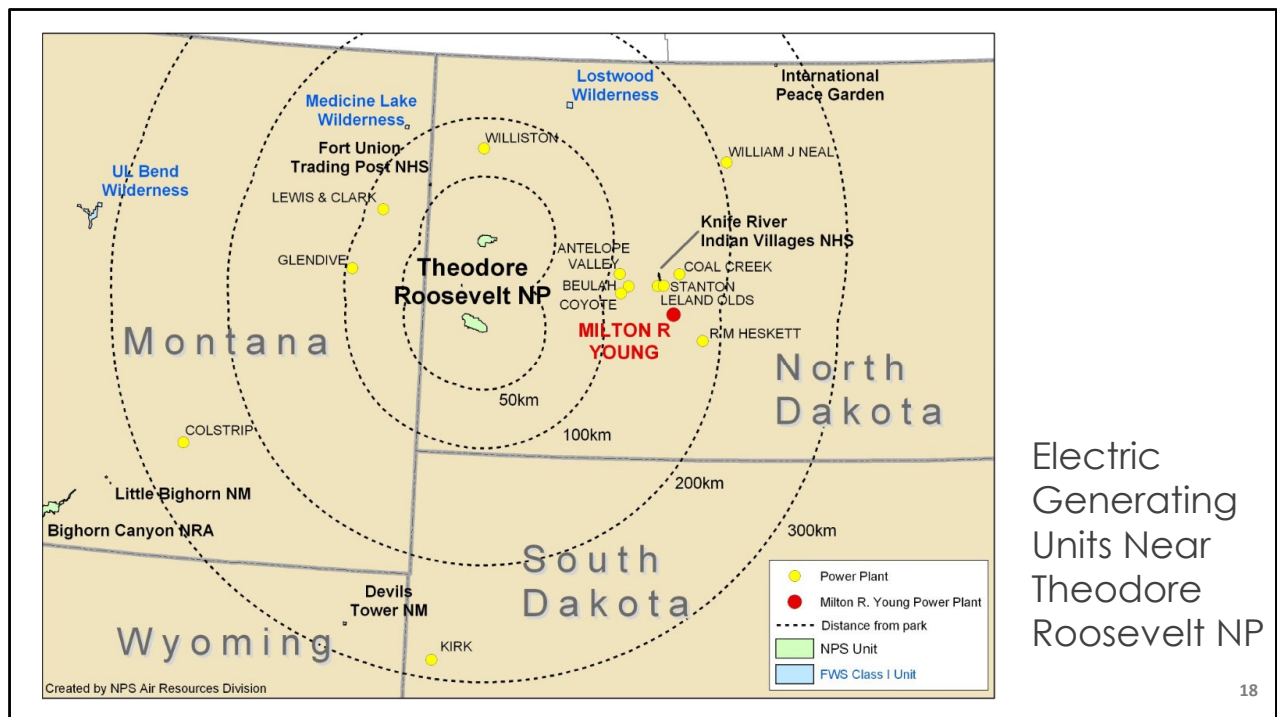 Lostwood
Wilderness
International
Peace Garden
Medicine Lake
Wilderness
WILLISTON
Fort Union
Trading Post NHS
WILLIAM J NEAL
UL Bend
Wilderness
LEWIS & CLARK
Knife River
Indian Villages NHS
GLENDIVE
Theodore
Roosevelt NP
ANTELOPE
VALLEY
BEULAH
COYOTE
COAL CREEK
STANTON
LELAND OLDS
MILTON R
YOUNG
R M HESKETT
Montana
North
Dakota
50km
100km
COLSTRIP
200km
Little Bighorn NM
Bighorn Canyon NRA
300km
South
Dakota
Devils
Tower NM
Wyoming
KIRK
Power Plant
Milton R. Young Power Plant
Distance from park
NPS Unit
FWS Class I Unit
Created by NPS Air Resources Division
Electric
Generating
Units Near
Theodore
Roosevelt NP
18